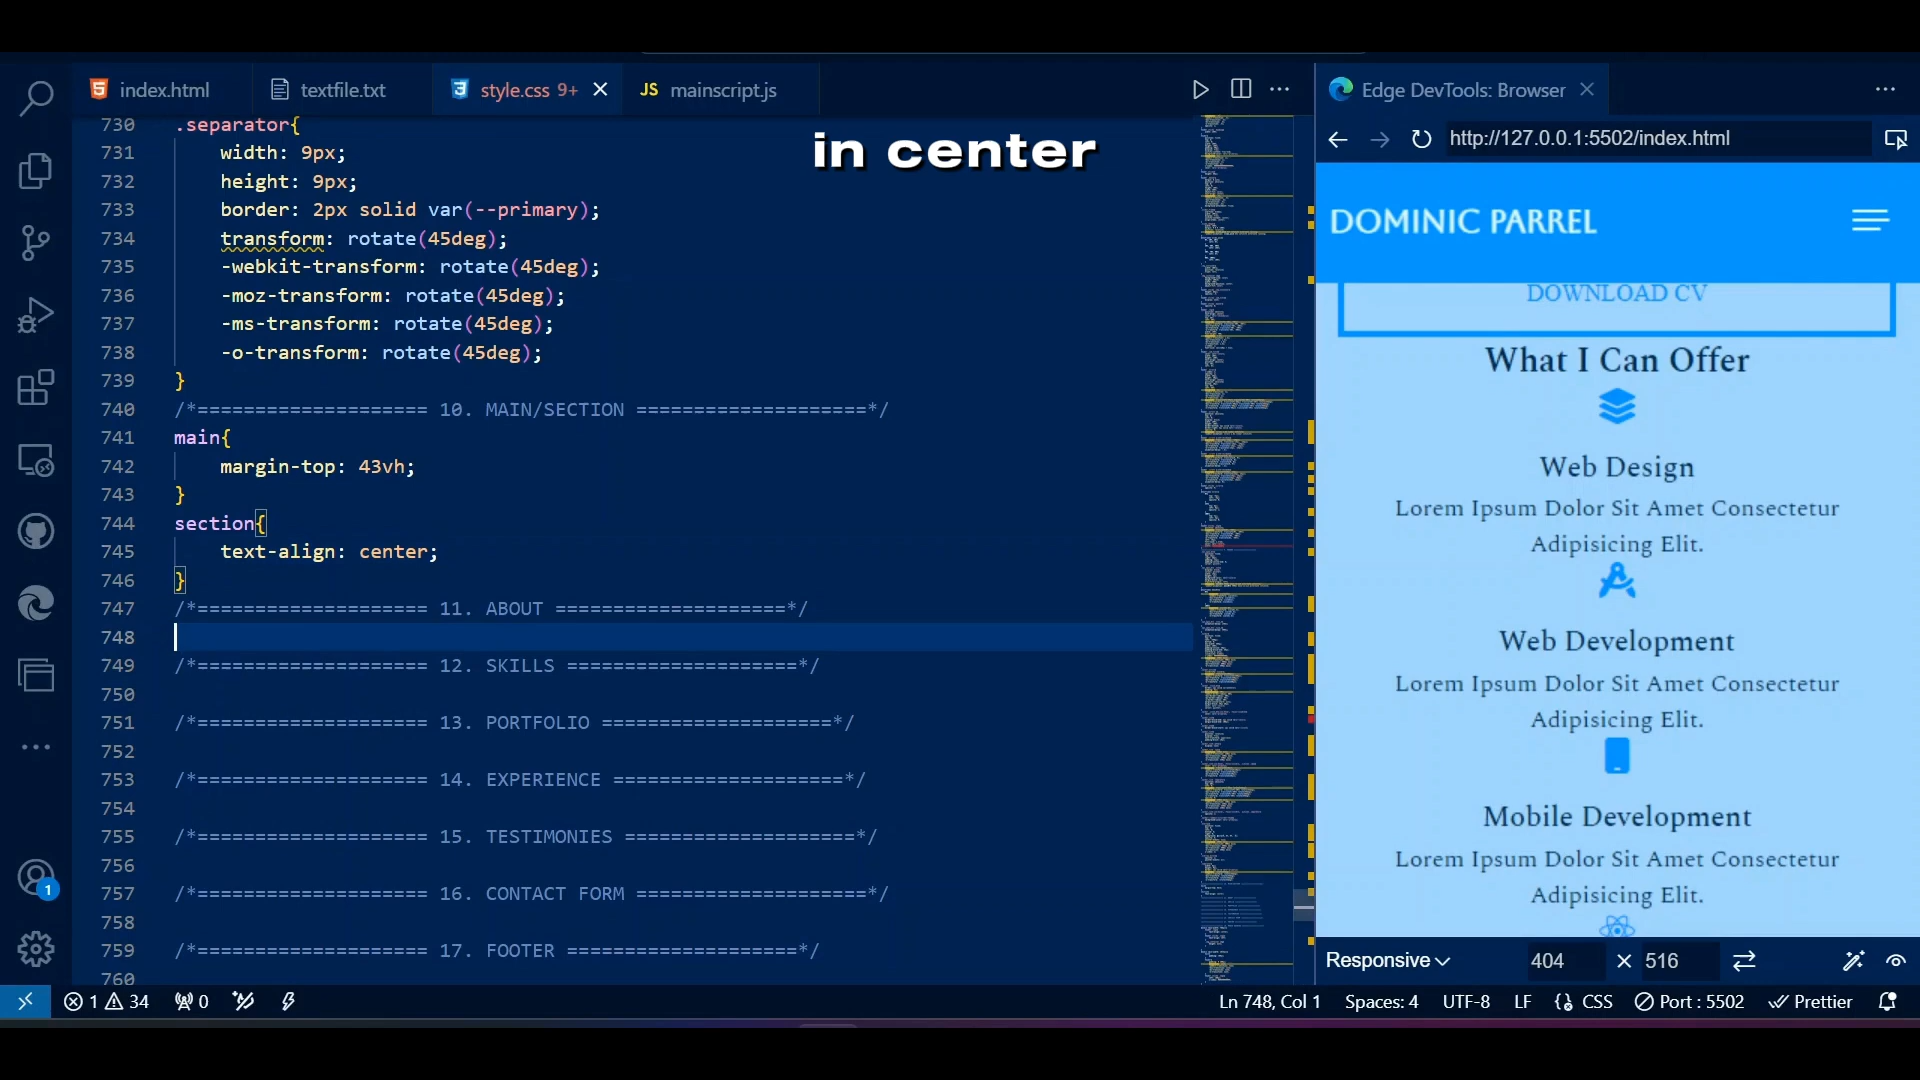 index.html
textfile.txt
style.css 9+
JS mainscript.js
Edge DevTools: Browser
http://127.0.0.1:5502/index.html
in center
730 .separator{
731 width: 9px;
732 height: 9px;
733 border: 2px solid var(--primary);
734 transform: rotate(45deg);
735 -webkit-transform: rotate(45deg);
736 -moz-transform: rotate(45deg);
737 -ms-transform: rotate(45deg);
738 -o-transform: rotate(45deg);
739 }
740 /*==================== 10. MAIN/SECTION ====================*/
741 main{
742 margin-top: 43vh;
743 }
744 section{
745 text-align: center;
746 }
747 /*==================== 11. ABOUT ====================*/
748
749 /*==================== 12. SKILLS ====================*/
750
751 /*==================== 13. PORTFOLIO ====================*/
752
753 /*==================== 14. EXPERIENCE ====================*/
754
755 /*==================== 15. TESTIMONIES ====================*/
756
757 /*==================== 16. CONTACT FORM ====================*/
758
759 /*==================== 17. FOOTER ====================*/
760
DOMINIC PARREL
DOWNLOAD CV
What I Can Offer
Web Design
Lorem Ipsum Dolor Sit Amet Consectetur
Adipisicing Elit.
Web Development
Lorem Ipsum Dolor Sit Amet Consectetur
Adipisicing Elit.
Mobile Development
Lorem Ipsum Dolor Sit Amet Consectetur
Adipisicing Elit.
Responsive 404 × 516
1
1 34 0
Ln 748, Col 1 Spaces: 4 UTF-8 LF CSS Port : 5502 Prettier